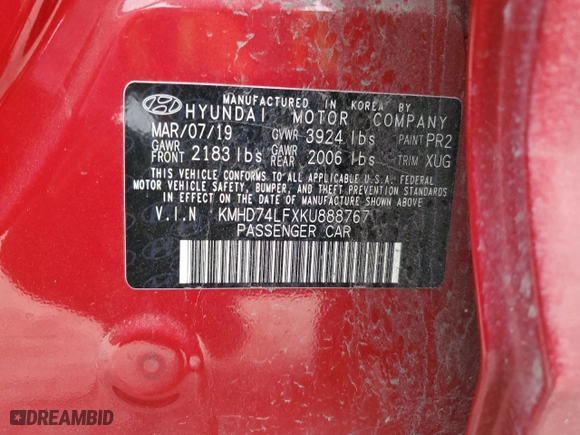 MANUFACTURED IN KOREA BY
HYUNDAI MOTOR COMPANY
MAR/07/19 GVWR 3924 lbs PAINT PR2
GAWR FRONT 2183 lbs GAWR REAR 2006 lbs TRIM XUG
THIS VEHICLE CONFORMS TO ALL APPLICABLE U.S.A. FEDERAL
MOTOR VEHICLE SAFETY, BUMPER, AND THEFT PREVENTION STANDARDS
IN EFFECT ON THE DATE OF MANUFACTURE SHOWN ABOVE.
V.I.N KMHD74LFXKU888767
PASSENGER CAR
DREAMBID